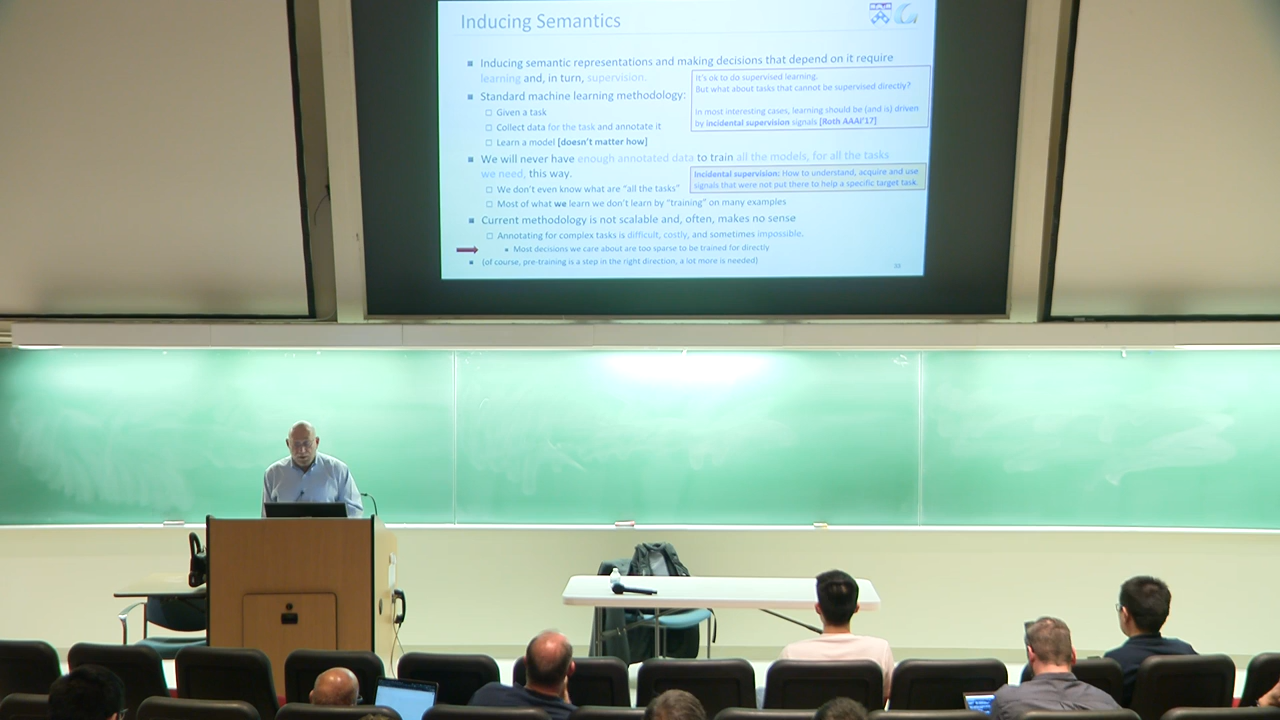 Inducing Semantics
Inducing semantic representations and making decisions that depend on it require
learning and, in turn, supervision.
It's ok to do supervised learning.
But what about tasks that cannot be supervised directly?
In most interesting cases, learning should be (and is) driven
by incidental supervision signals [Roth AAAI'17]
Standard machine learning methodology:
Given a task
Collect data for the task and annotate it
Learn a model [doesn't matter how]
We will never have enough annotated data to train all the models, for all the tasks
we need, this way.
Incidental supervision: How to understand, acquire and use
signals that were not put there to help a specific target task.
We don't even know what are "all the tasks"
Most of what we learn we don't learn by "training" on many examples
Current methodology is not scalable and, often, makes no sense
Annotating for complex tasks is difficult, costly, and sometimes impossible.
Most decisions we care about are too sparse to be trained for directly
(of course, pre-training is a step in the right direction, a lot more is needed)